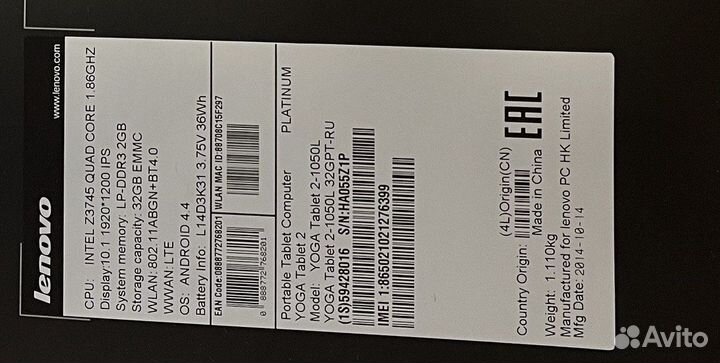 lenovo
www.lenovo.com
CPU: INTEL Z3745 QUAD CORE 1.86GHZ
Display:10.1 1920*1200 IPS
System memory: LP-DDR3 2GB
Storage capacity: 32GB EMMC
WLAN:802.11ABGN+BT4.0
WWAN:LTE
OS: ANDROID 4.4
Battery Info: L14D3K31 3.75V 36Wh
EAN Code:0888772768201
WLAN MAC ID:88708C15F297
0 888772 768201
Portable Tablet Computer
PLATINUM
YOGA Tablet 2
Model: YOGA Tablet 2-1050L
YOGA Tablet 2-1050L 32GPT-RU
(1S)59428016 S/N:HA055Z1P
IMEI 1:865021021276399
EAC
(4L)Origin(CN)
Country Origin:
Made in China
Weight: 1.110kg
Manufactured for lenovo PC HK Limited
Mfg Date: 2014-10-14
Avito